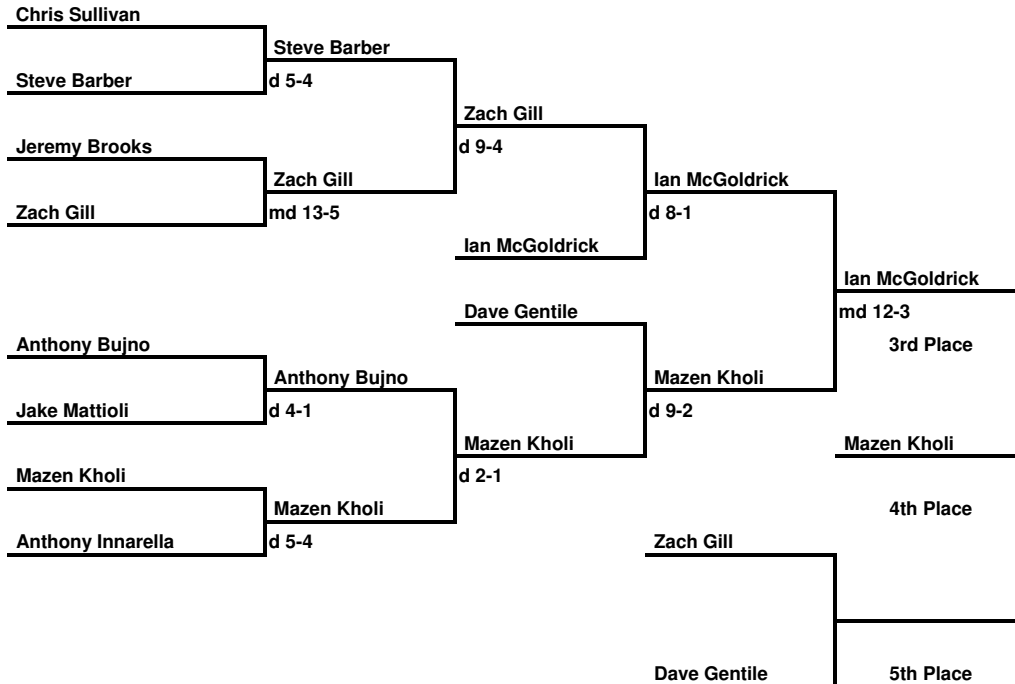 Chris Sullivan
Steve Barber
Steve Barber
d 5-4
Zach Gill
Jeremy Brooks
d 9-4
Zach Gill
Ian McGoldrick
Zach Gill
md 13-5
d 8-1
Ian McGoldrick
Ian McGoldrick
Dave Gentile
md 12-3
Anthony Bujno
3rd Place
Anthony Bujno
Mazen Kholi
Jake Mattioli
d 4-1
d 9-2
Mazen Kholi
Mazen Kholi
Mazen Kholi
d 2-1
Mazen Kholi
4th Place
Anthony Innarella
d 5-4
Zach Gill
Dave Gentile
5th Place